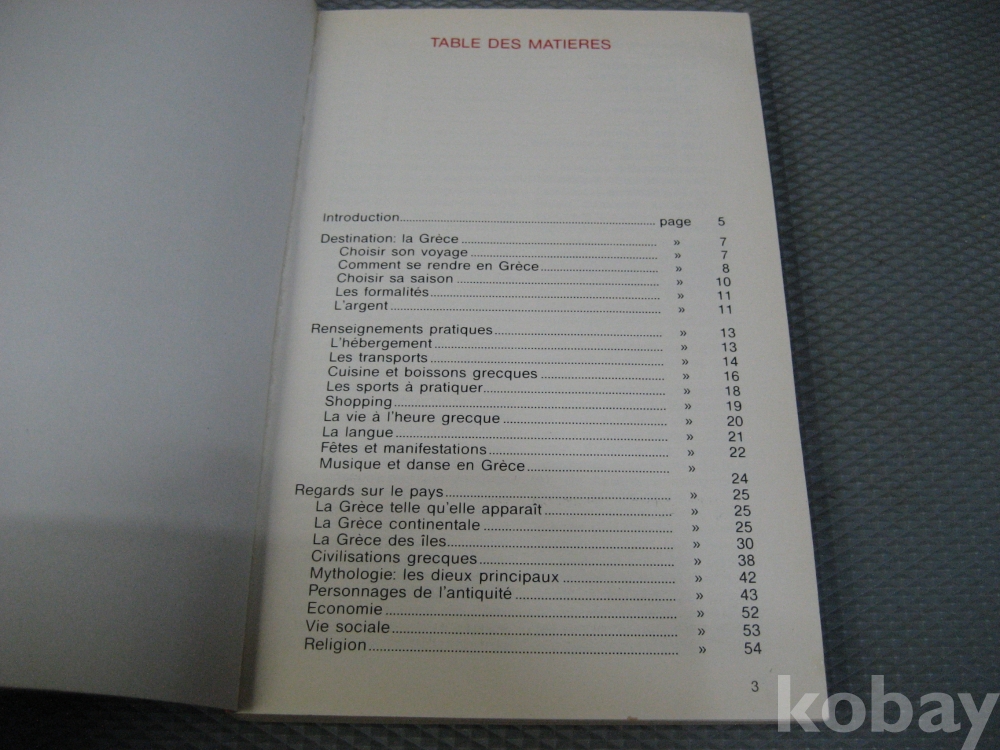 TABLE DES MATIERES
Introduction........ page 5
Destination: la Grèce........ » 7
Choisir son voyage........ » 7
Comment se rendre en Grèce........ » 8
Choisir sa saison........ » 10
Les formalités........ » 11
L'argent........ » 11
Renseignements pratiques........ » 13
L'hébergement........ » 13
Les transports........ » 14
Cuisine et boissons grecques........ » 16
Les sports à pratiquer........ » 18
Shopping........ » 19
La vie à l'heure grecque........ » 20
La langue........ » 21
Fêtes et manifestations........ » 22
Musique et danse en Grèce........ » 24
Regards sur le pays........ » 25
La Grèce telle qu'elle apparaît........ » 25
La Grèce continentale........ » 25
La Grèce des îles........ » 30
Civilisations grecques........ » 38
Mythologie: les dieux principaux........ » 42
Personnages de l'antiquité........ » 43
Economie........ » 52
Vie sociale........ » 53
Religion........ » 54
3
kobay